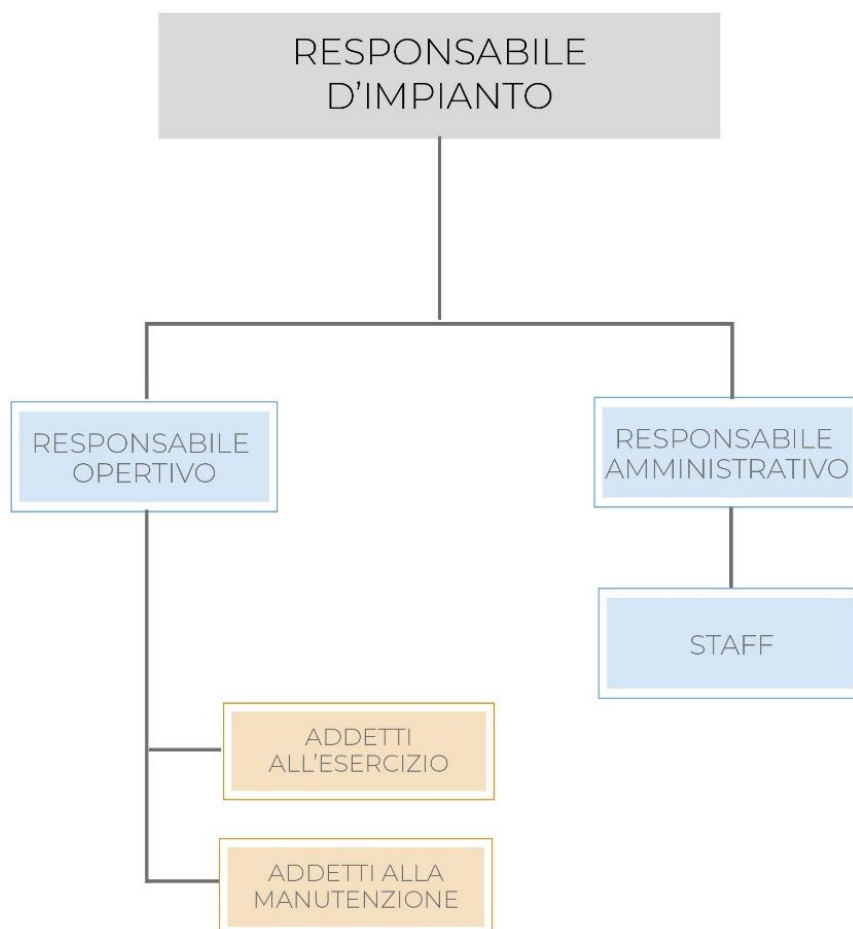 RESPONSABILE
D'IMPIANTO
RESPONSABILE
OPERTIVO
RESPONSABILE
AMMINISTRATIVO
STAFF
ADDETTI
ALL'ESERCIZIO
ADDETTI ALLA
MANUTENZIONE